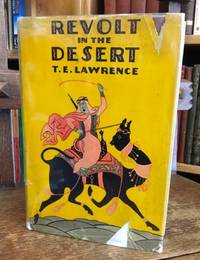 REVOLT
IN THE
DESERT
T. E. LAWRENCE